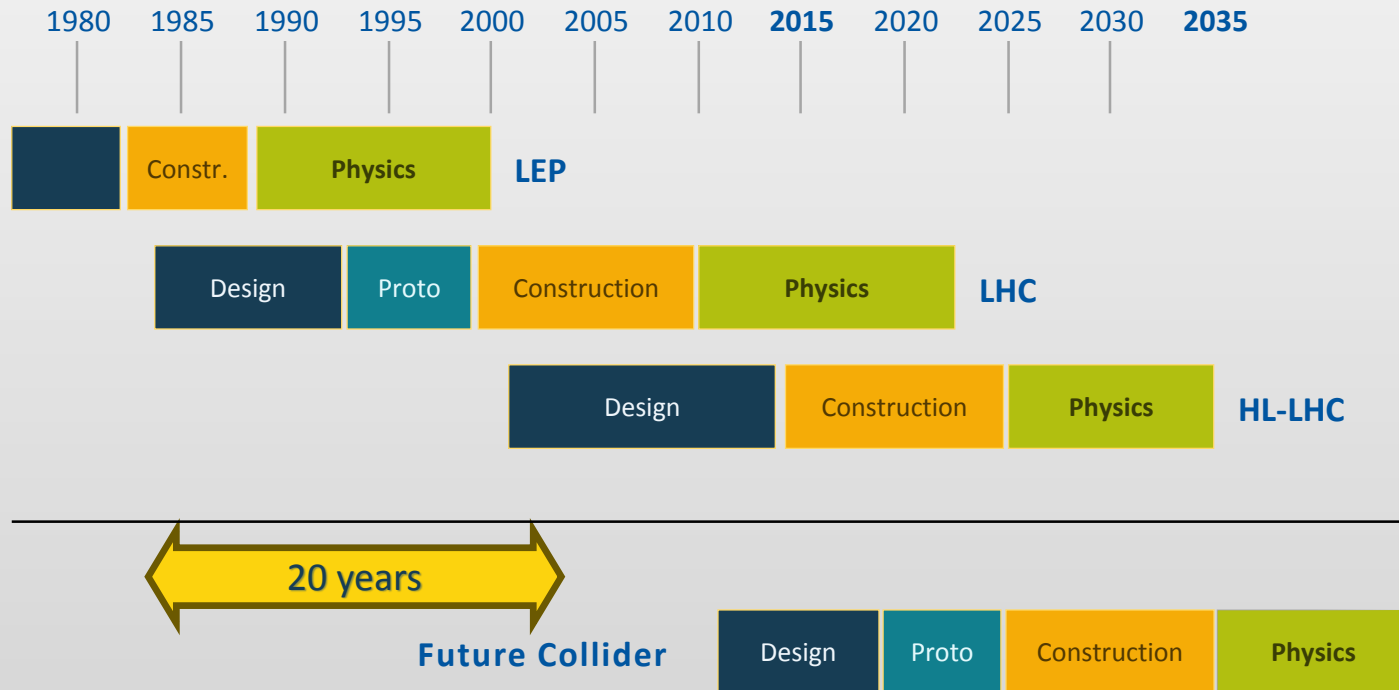 1980 1985 1990 1995 2000 2005 2010 2015 2020 2025 2030 2035
Constr. Physics LEP
Design Proto Construction Physics LHC
Design Construction Physics HL-LHC
20 years
Future Collider Design Proto Construction Physics